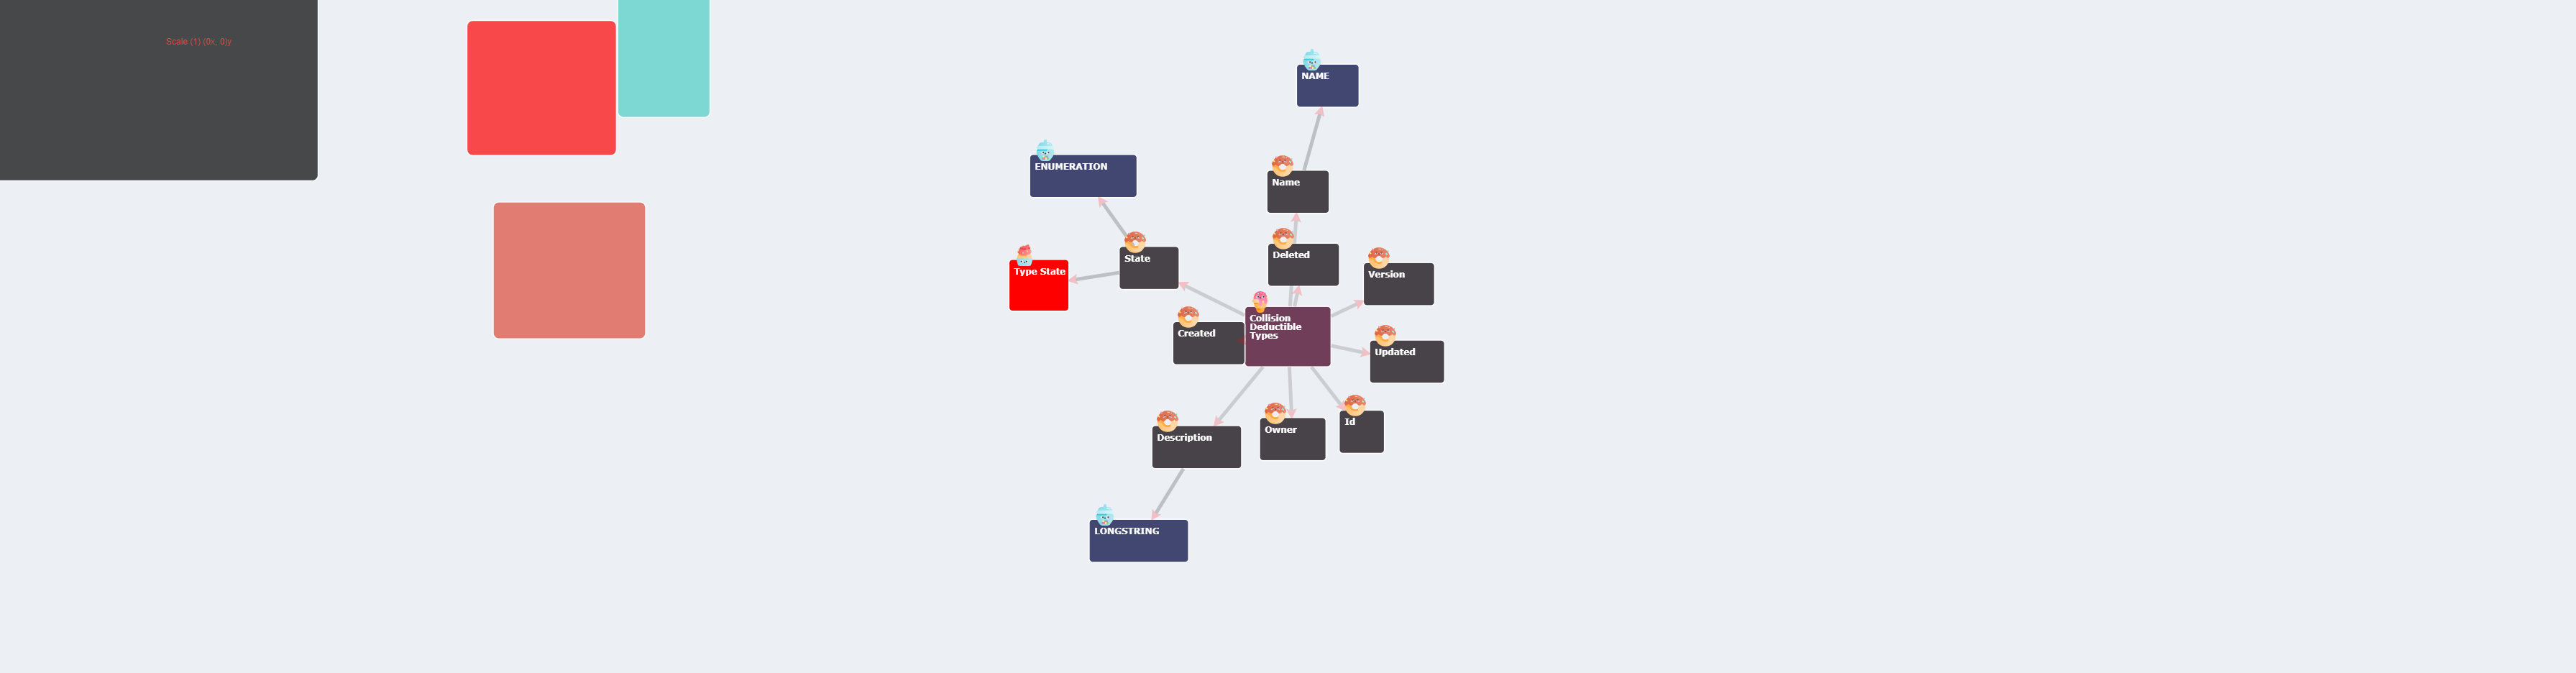 Scale (1) (0x, 0)y
NAME
ENUMERATION
Name
State
Deleted
Type State
Version
Collision
Deductible
Types
Created
Updated
Id
Owner
Description
LONGSTRING